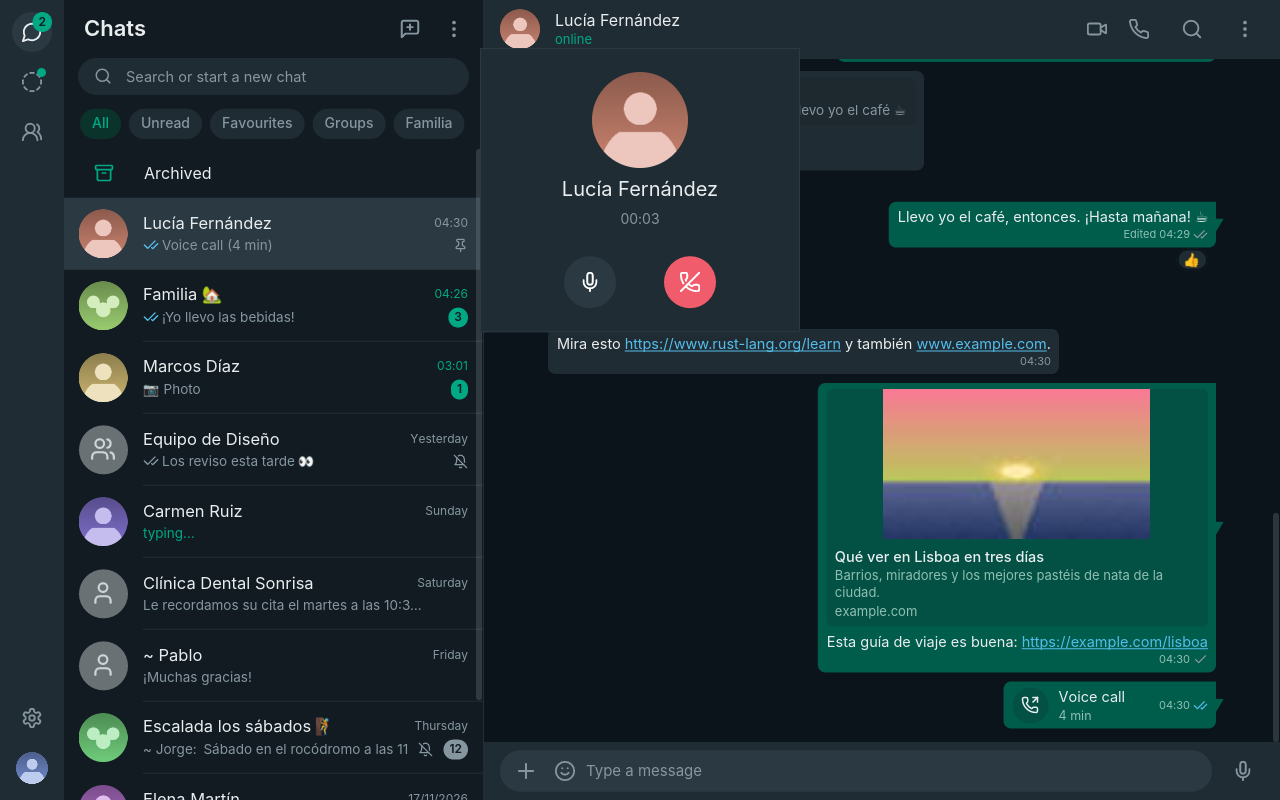 2
Chats
Search or start a new chat
All
Unread
Favourites
Groups
Familia
Archived
Lucía Fernández
04:30
Voice call (4 min)
Familia 🏡
04:26
¡Yo llevo las bebidas!
3
Marcos Díaz
03:01
📷 Photo
1
Equipo de Diseño
Yesterday
Los reviso esta tarde 👀
Carmen Ruiz
Sunday
typing…
Clínica Dental Sonrisa
Saturday
Le recordamos su cita el martes a las 10:3…
~ Pablo
Friday
¡Muchas gracias!
Escalada los sábados 🧗
Thursday
~ Jorge: Sábado en el rocódromo a las 11
12
Elena Martín
17/11/2026
Lucía Fernández
online
Lucía Fernández
00:03
levo yo el café ☕
Llevo yo el café, entonces. ¡Hasta mañana! ☕
Edited 04:29
👍
Mira esto https://www.rust-lang.org/learn y también www.example.com.
04:30
Qué ver en Lisboa en tres días
Barrios, miradores y los mejores pastéis de nata de la
ciudad.
example.com
Esta guía de viaje es buena: https://example.com/lisboa
04:30
Voice call
4 min
04:30
Type a message